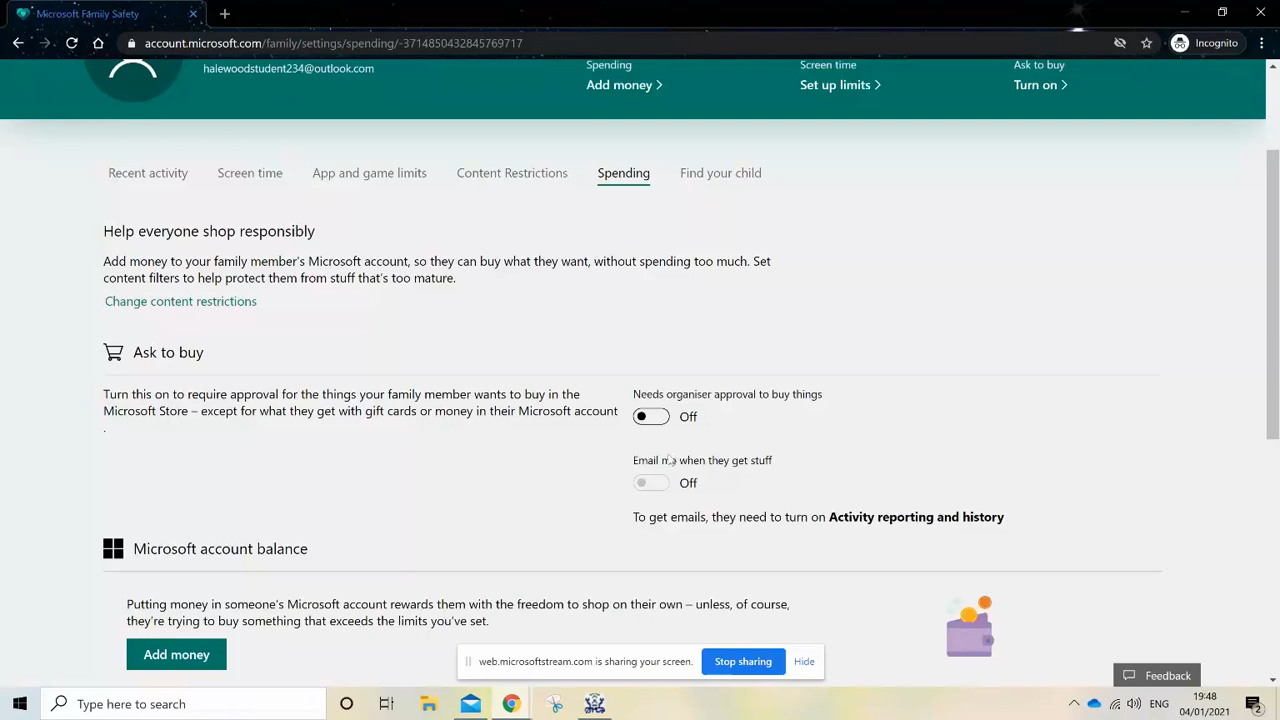 Microsoft Family Safety
account.microsoft.com/family/settings/spending/-3714850432845769717
Incognito
halewoodstudent234@outlook.com
Spending
Add money
Screen time
Set up limits
Ask to buy
Turn on
Recent activity
Screen time
App and game limits
Content Restrictions
Spending
Find your child
Help everyone shop responsibly
Add money to your family member's Microsoft account, so they can buy what they want, without spending too much. Set
content filters to help protect them from stuff that's too mature.
Change content restrictions
Ask to buy
Turn this on to require approval for the things your family member wants to buy in the
Microsoft Store – except for what they get with gift cards or money in their Microsoft account
.
Needs organiser approval to buy things
Off
Email me when they get stuff
Off
To get emails, they need to turn on Activity reporting and history
Microsoft account balance
Putting money in someone's Microsoft account rewards them with the freedom to shop on their own – unless, of course,
they're trying to buy something that exceeds the limits you've set.
Add money
web.microsoftstream.com is sharing your screen.
Stop sharing
Hide
Feedback
Type here to search
ENG
19:48
04/01/2021
2